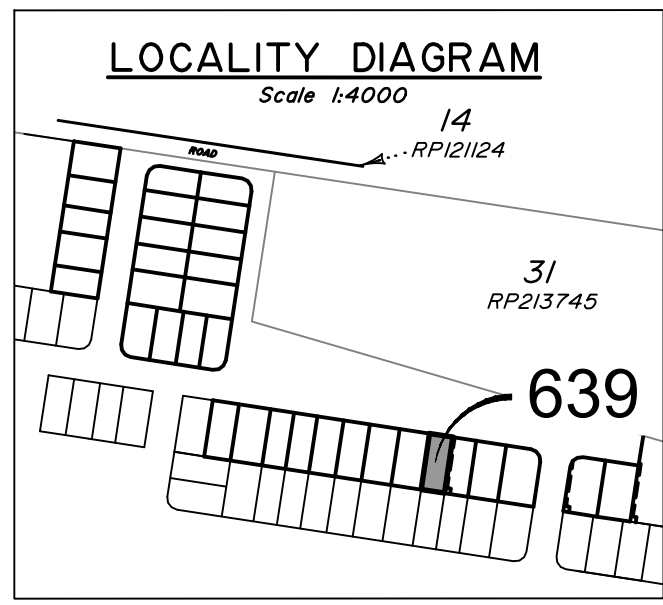 LOCALITY DIAGRAM
Scale 1:4000
14
RP121124
ROAD
31
RP213745
639